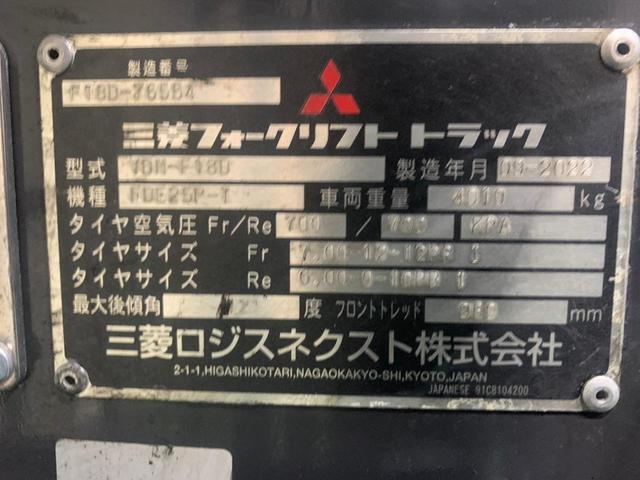 製造番号
F18D-76584
三菱フォークリフト トラック
型式 YDM-F18D 製造年月 09-2022
機種 FDE25P-T 車両重量 4010 kg
タイヤ空気圧 Fr/Re 700 / 700 KPA
タイヤサイズ Fr 7.00-12-12PR I
タイヤサイズ Re 6.00-9-10PR I
最大後傾角 度 フロントトレッド mm
三菱ロジスネクスト株式会社
2-1-1,HIGASHIKOTARI,NAGAOKAKYO-SHI,KYOTO,JAPAN
JAPANESE 91C8104200